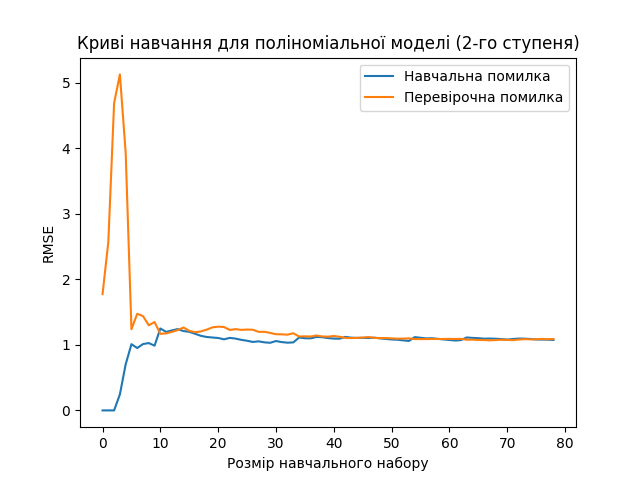 Криві навчання для поліноміальної моделі (2-го ступеня)
Навчальна помилка
Перевірочна помилка
RMSE
5
4
3
2
1
0
0 10 20 30 40 50 60 70 80
Розмір навчального набору